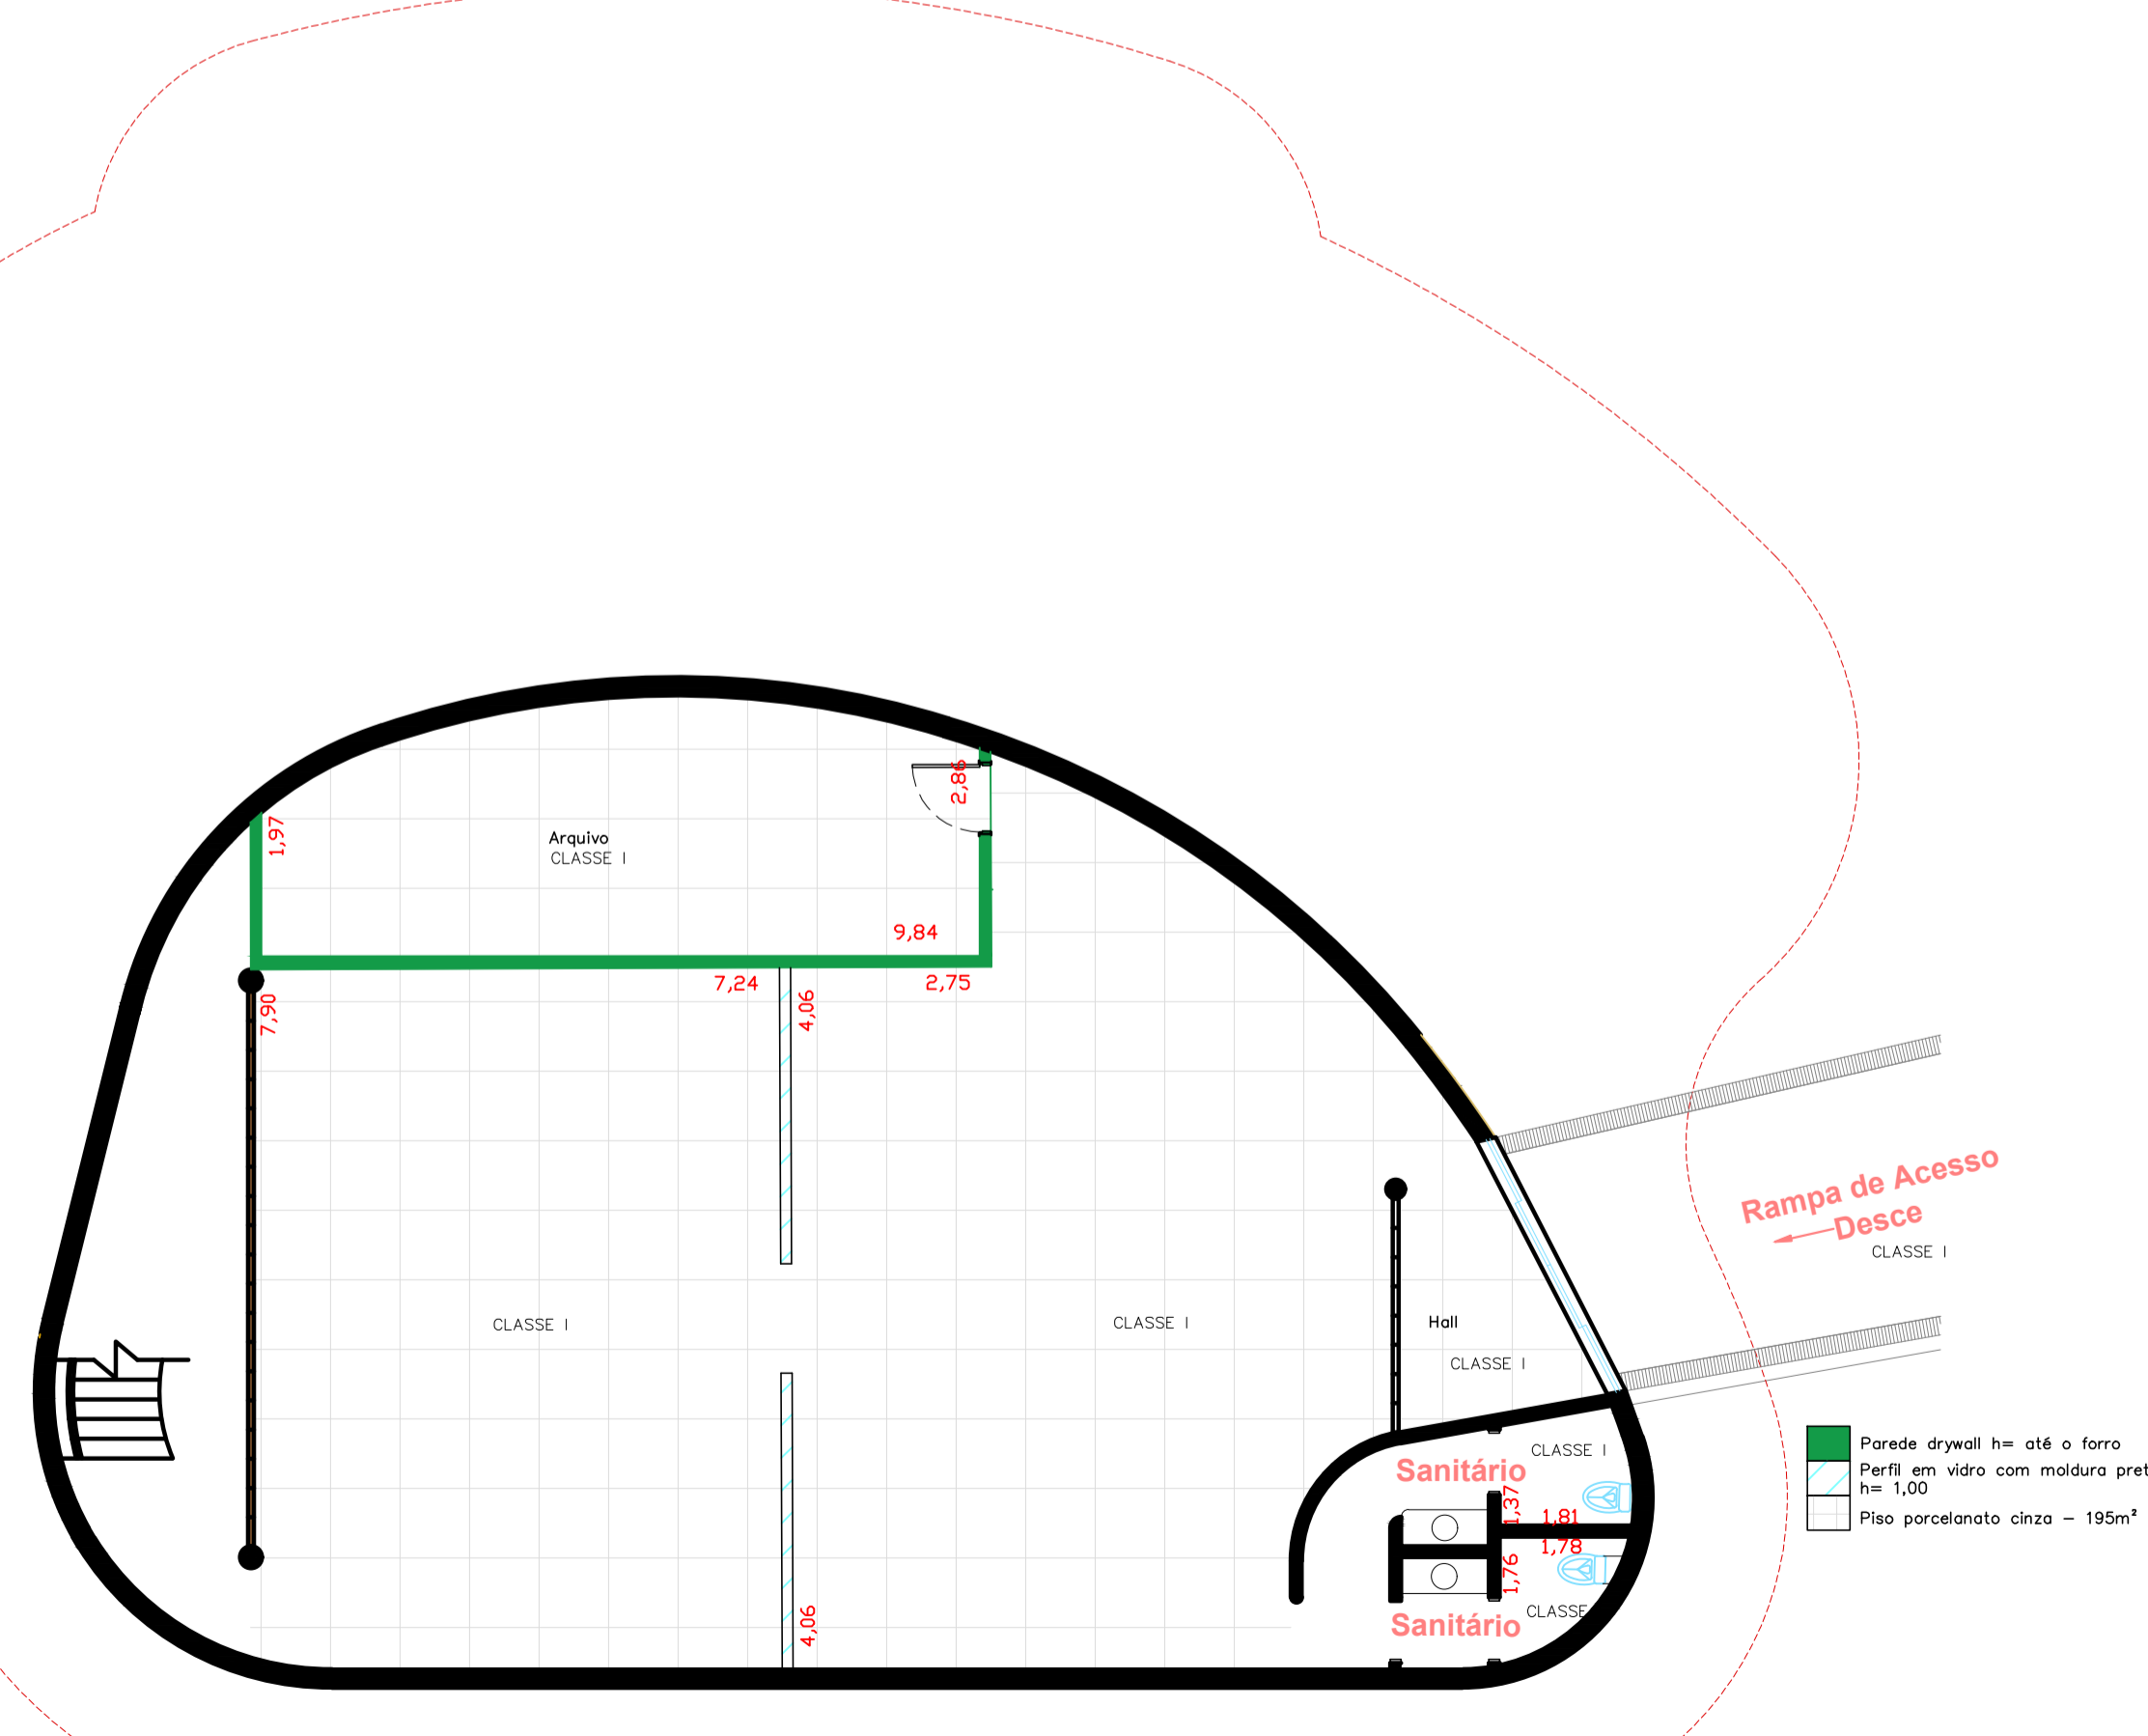 2,86
1,97
Arquivo
CLASSE I
9,84
7,24
2,75
7,90
4,06
Rampa de Acesso
Desce
CLASSE I
CLASSE I
CLASSE I
Hall
CLASSE I
CLASSE I
Sanitário
1,37
1,81
1,78
1,76
CLASSE
Sanitário
4,06
Parede drywall h= até o forro
Perfil em vidro com moldura pret
h= 1,00
Piso porcelanato cinza – 195m²